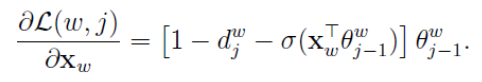 ∂𝓛(w, j)/∂x_w = [1 − d_j^w − σ(x_w^⊤ θ_{j−1}^w)] θ_{j−1}^w.